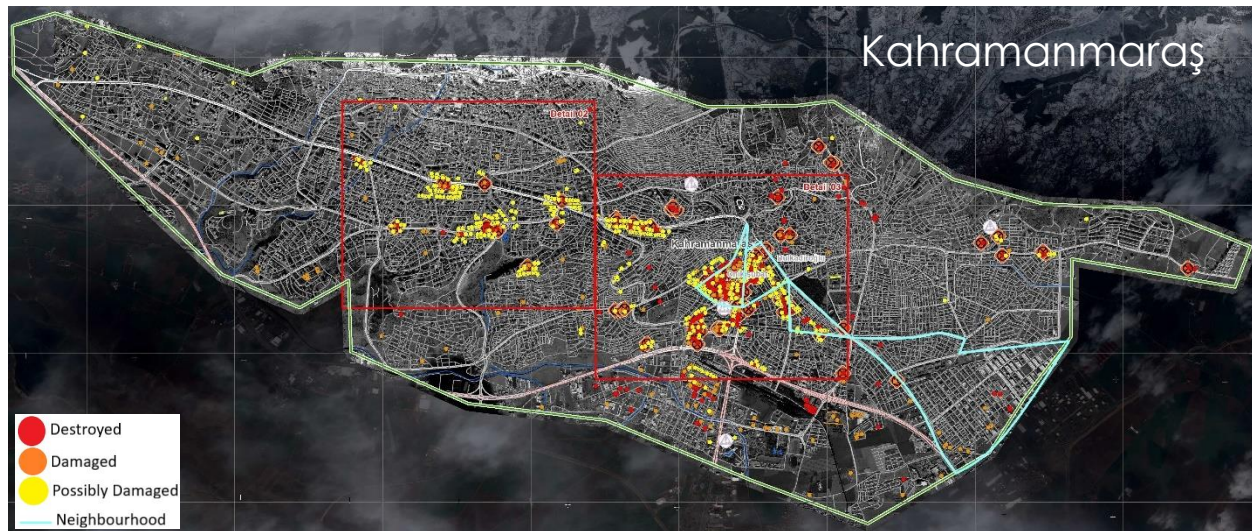 Kahramanmaraş
Detail 02
Detail 03
Kahramanmaraş
Destroyed
Damaged
Possibly Damaged
Neighbourhood